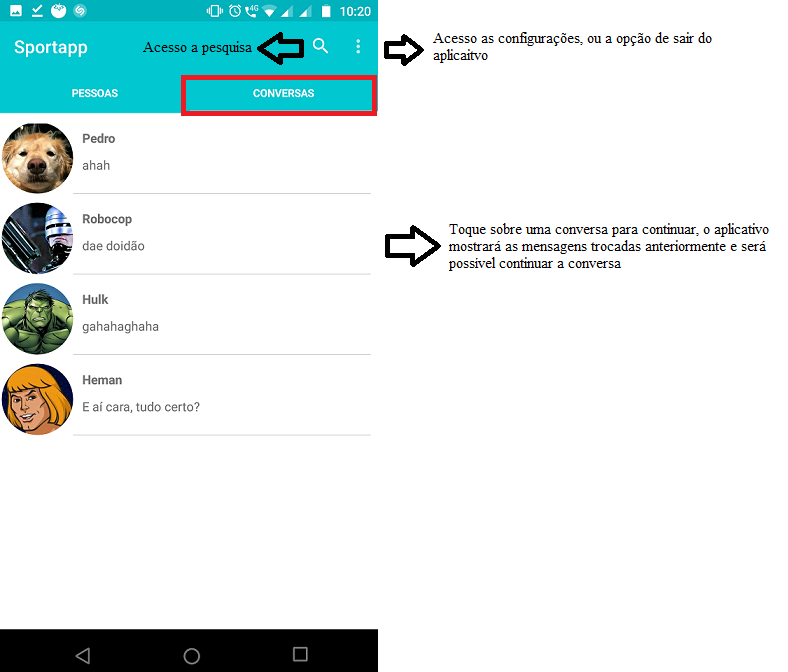 4G
10:20
Sportapp
Acesso a pesquisa
Acesso as configurações, ou a opção de sair do
aplicaitvo
PESSOAS
CONVERSAS
Pedro
ahah
Robocop
dae doidão
Toque sobre uma conversa para continuar, o aplicativo
mostrará as mensagens trocadas anteriormente e será
possivel continuar a conversa
Hulk
gahahaghaha
Heman
E aí cara, tudo certo?